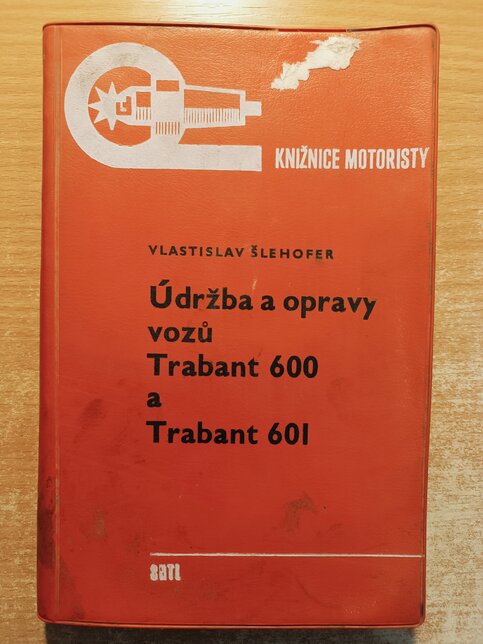 KNIŽNICE MOTORISTY
VLASTISLAV ŠLEHOFER
Údržba a opravy
vozů
Trabant 600
a
Trabant 601
SNTL